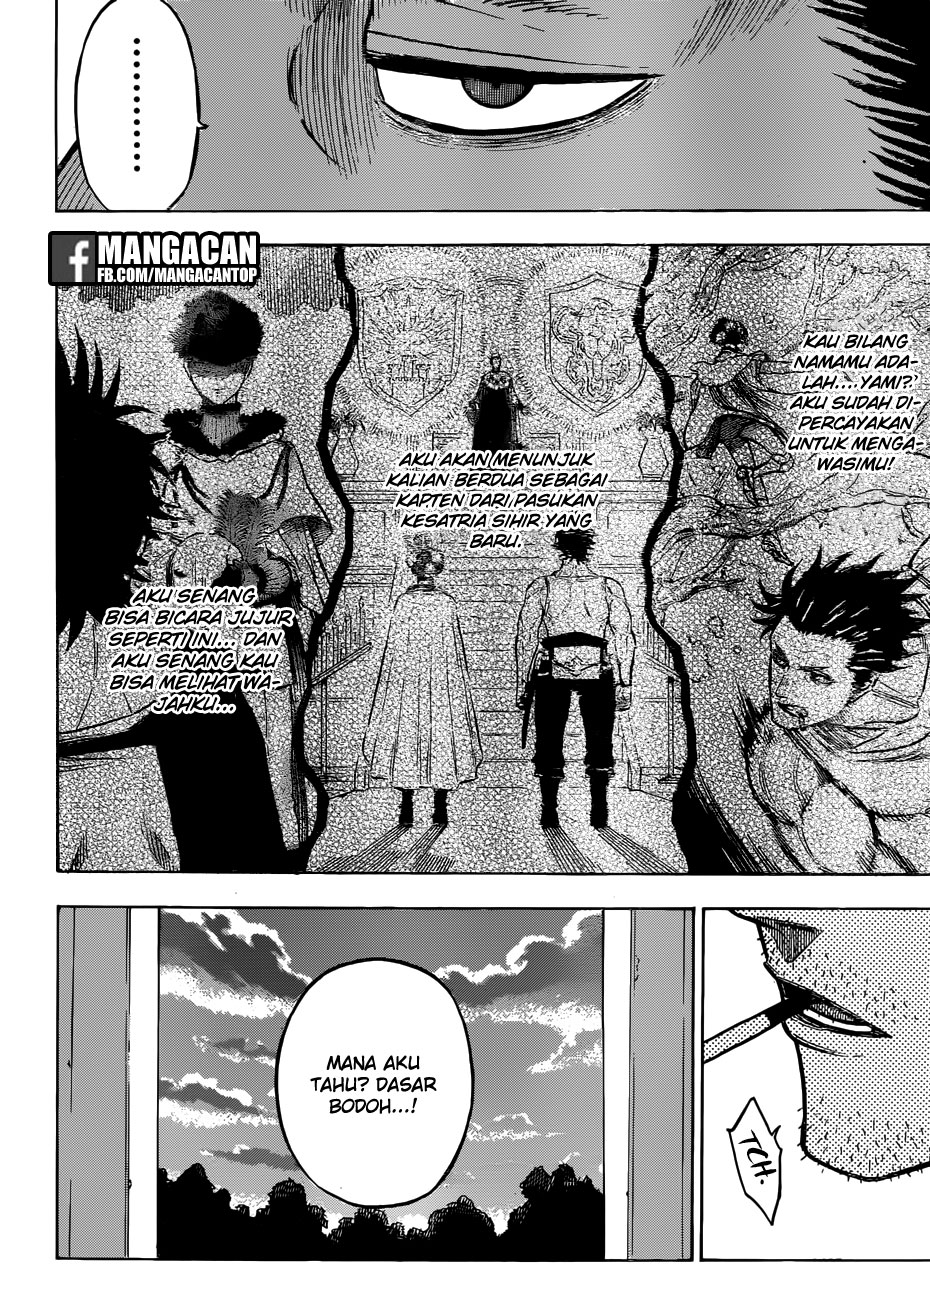 .........
MANGACAN
FB.COM/MANGACANTOP
KAU BILANG
NAMAMU ADA-
LAH....YAMI?
AKU SUDAH DI-
PERCAYAKAN
UNTUK MENGA-
WASIMU!
AKU AKAN MENUNJUK
KALIAN BERDUA SEBAGAI
KAPTEN DARI PASUKAN
KESATRIA SIHIR YANG
BARU.
AKU SENANG
BISA BICARA JUJUR
SEPERTI INI... DAN
AKU SENANG KAU
BISA MELIHAT WA-
JAHKU...
TCH.
MANA AKU
TAHU? DASAR
BODOH...!